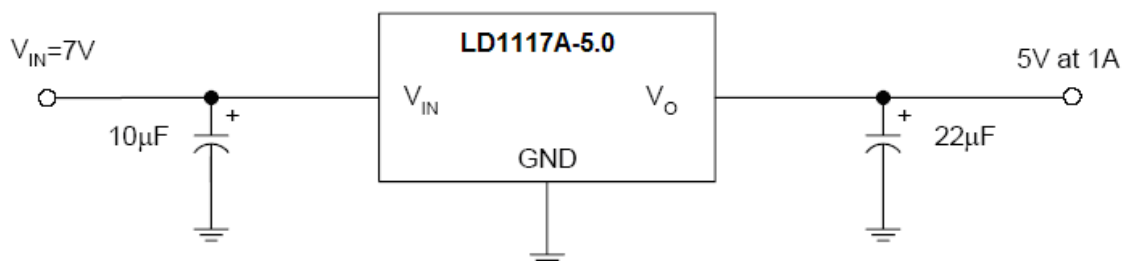 LD1117A-5.0
V_IN=7V
5V at 1A
V_IN
V_O
+
+
10µF
22µF
GND